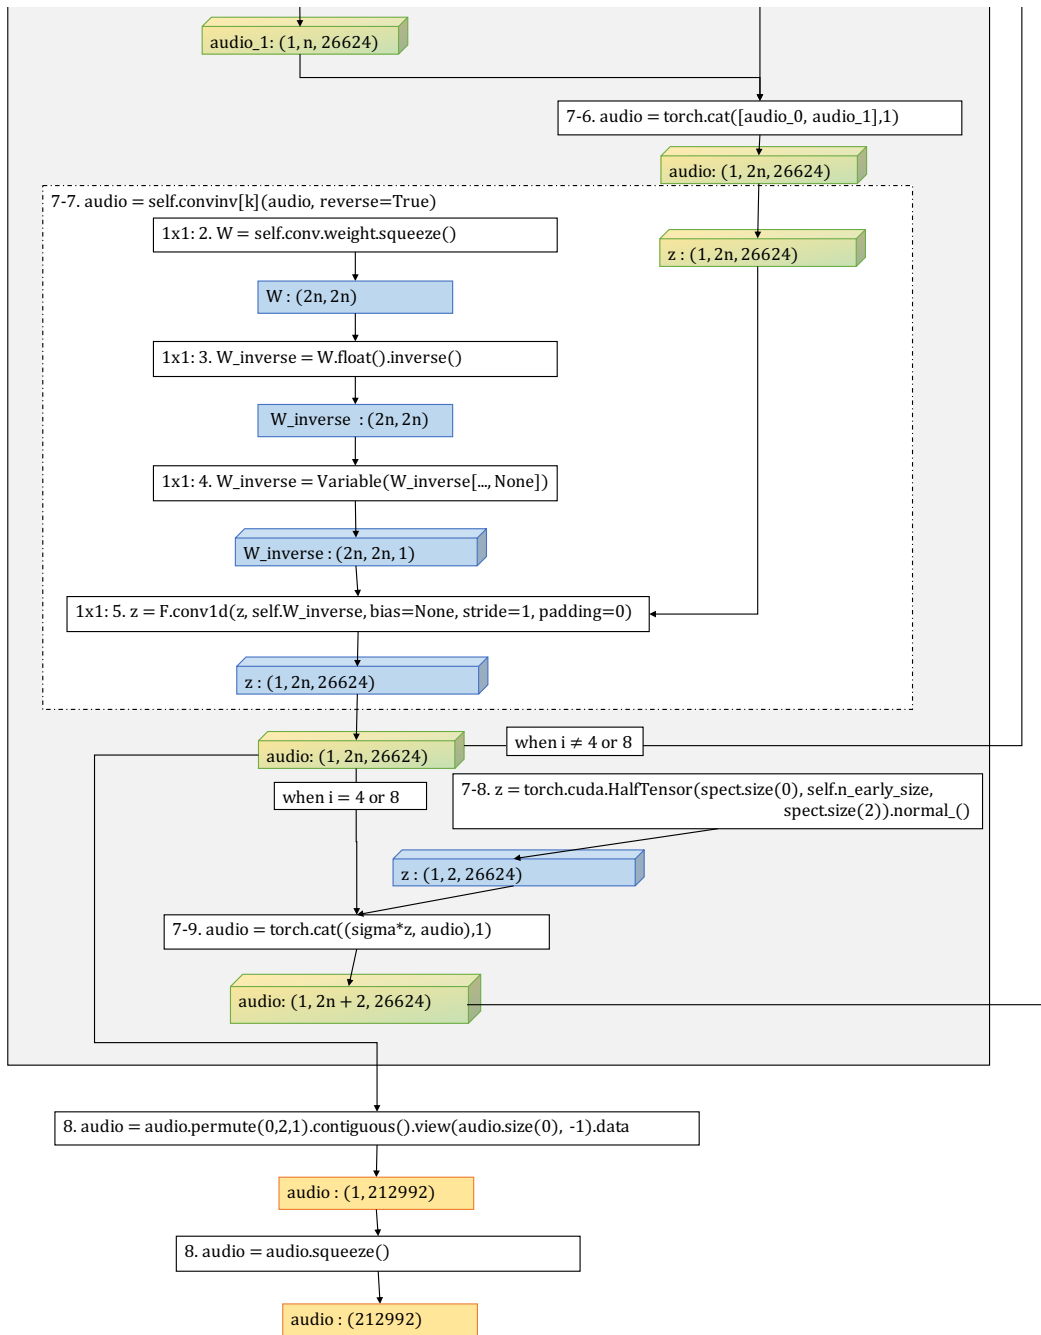 audio_1: (1, n, 26624)
7-6. audio = torch.cat([audio_0, audio_1],1)
audio: (1, 2n, 26624)
7-7. audio = self.convinv[k](audio, reverse=True)
1x1: 2. W = self.conv.weight.squeeze()
z : (1, 2n, 26624)
W : (2n, 2n)
1x1: 3. W_inverse = W.float().inverse()
W_inverse : (2n, 2n)
1x1: 4. W_inverse = Variable(W_inverse[..., None])
W_inverse : (2n, 2n, 1)
1x1: 5. z = F.conv1d(z, self.W_inverse, bias=None, stride=1, padding=0)
z : (1, 2n, 26624)
when i ≠ 4 or 8
audio: (1, 2n, 26624)
when i = 4 or 8
7-8. z = torch.cuda.HalfTensor(spect.size(0), self.n_early_size,
spect.size(2)).normal_()
z : (1, 2, 26624)
7-9. audio = torch.cat((sigma*z, audio),1)
audio: (1, 2n + 2, 26624)
8. audio = audio.permute(0,2,1).contiguous().view(audio.size(0), -1).data
audio : (1, 212992)
8. audio = audio.squeeze()
audio : (212992)